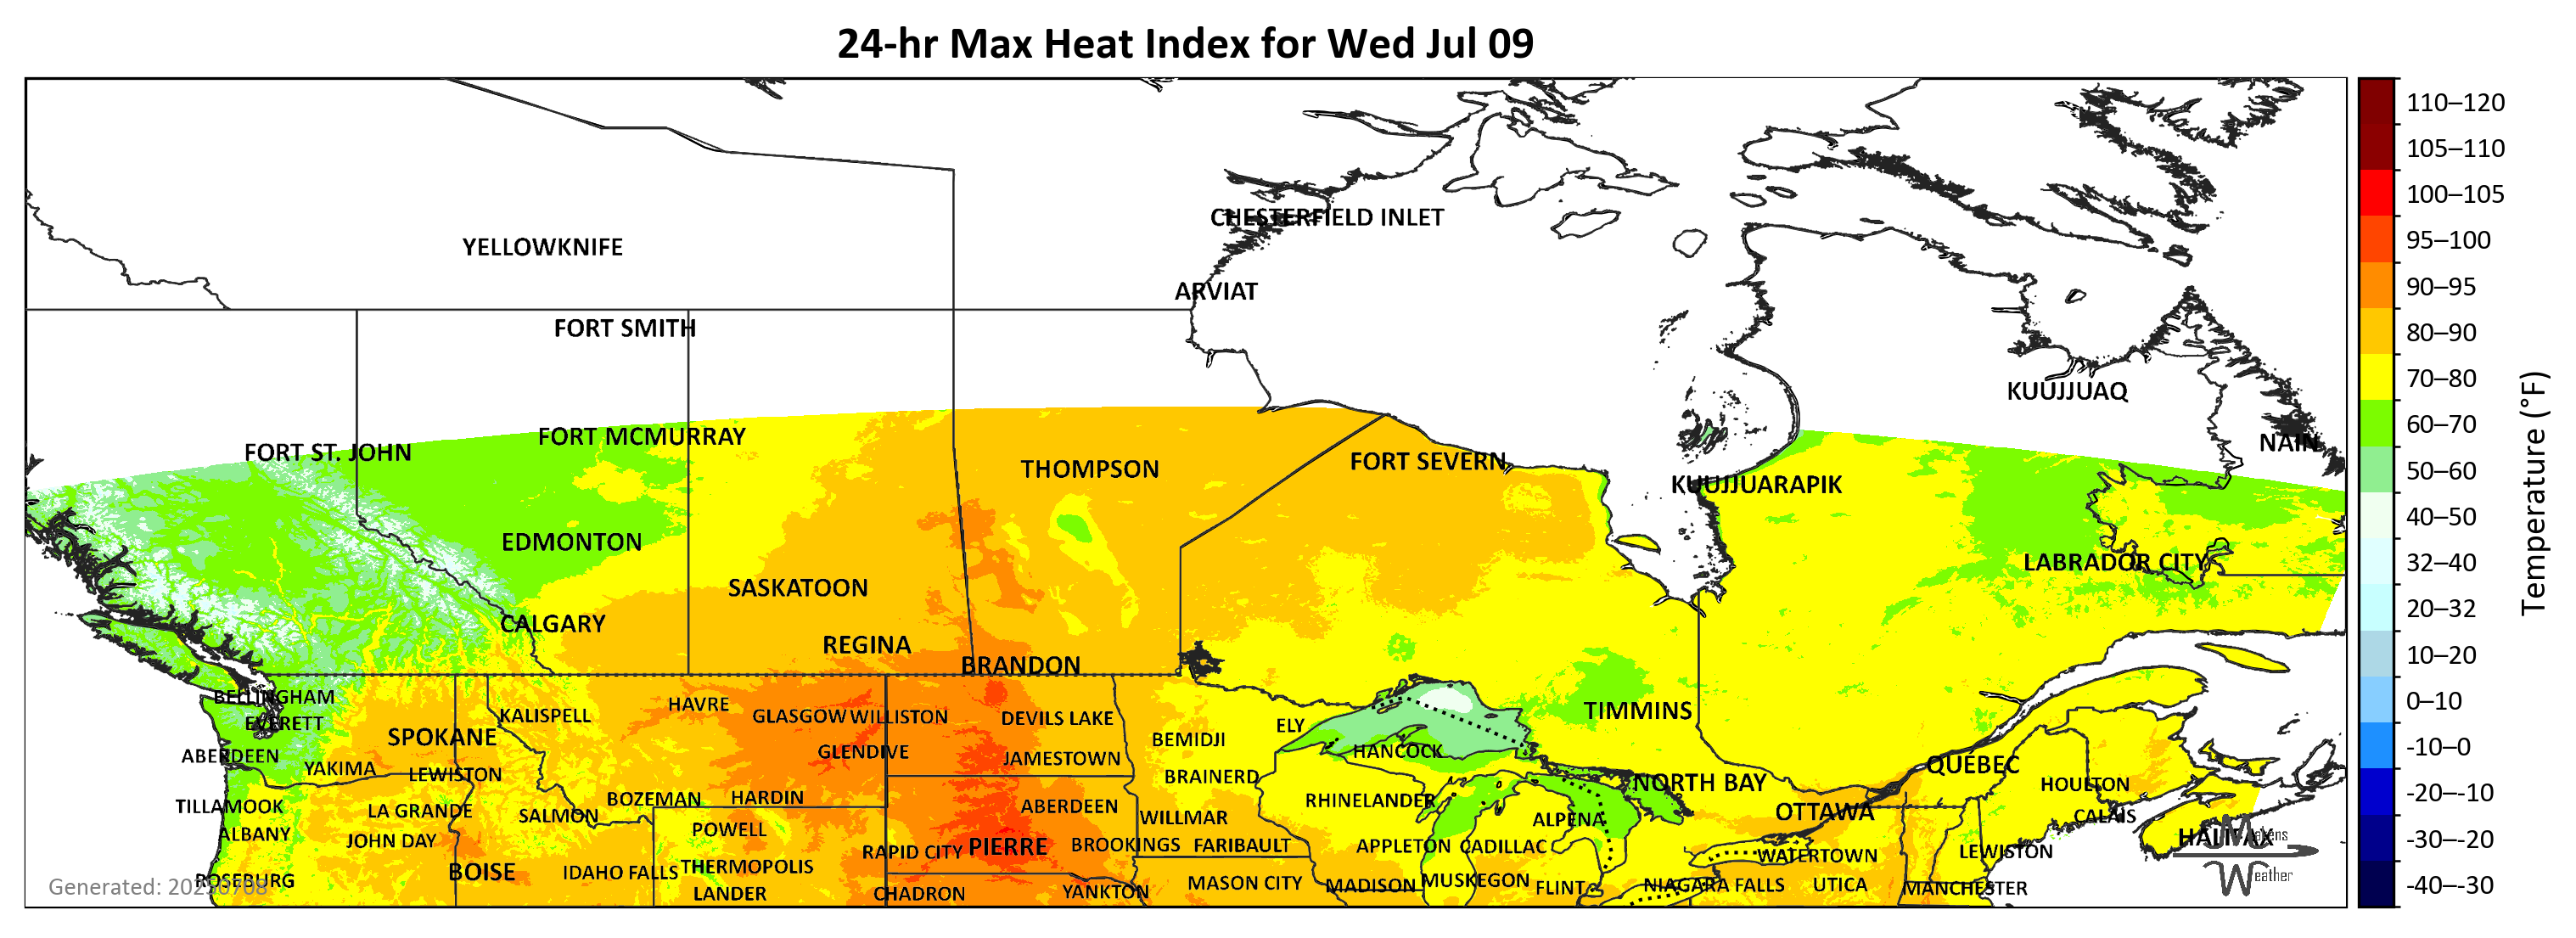 24-hr Max Heat Index for Wed Jul 09
110–120
105–110
CHESTERFIELD INLET
100–105
YELLOWKNIFE
95–100
ARVIAT
90–95
FORT SMITH
80–90
KUUJJUAQ
70–80
FORT ST. JOHN
FORT MCMURRAY
THOMPSON
FORT SEVERN
NAIN
60–70
KUUJJUARAPIK
50–60
EDMONTON
40–50
LABRADOR CITY
32–40
SASKATOON
20–32
CALGARY
REGINA
BRANDON
10–20
Temperature (°F)
BELLINGHAM
EVERETT
KALISPELL
HAVRE
GLASGOW
WILLISTON
DEVILS LAKE
TIMMINS
0–10
SPOKANE
ELY
BEMIDJI
HANCOCK
-10–0
ABERDEEN
GLENDIVE
JAMESTOWN
YAKIMA
LEWISTON
BRAINERD
QUEBEC
NORTH BAY
HOULTON
-20–-10
TILLAMOOK
LA GRANDE
SALMON
BOZEMAN
HARDIN
ABERDEEN
WILLMAR
RHINELANDER
ALPENA
OTTAWA
CALAIS
ALBANY
JOHN DAY
POWELL
RAPID CITY
PIERRE
BROOKINGS
FARIBAULT
APPLETON
CADILLAC
WATERTOWN
LEWISTON
HALIFAX
Makens
Weather
-30–-20
ROSEBURG
BOISE
IDAHO FALLS
THERMOPOLIS
LANDER
CHADRON
YANKTON
MASON CITY
MADISON
MUSKEGON
FLINT
NIAGARA FALLS
UTICA
MANCHESTER
-40–-30
Generated: 20250708